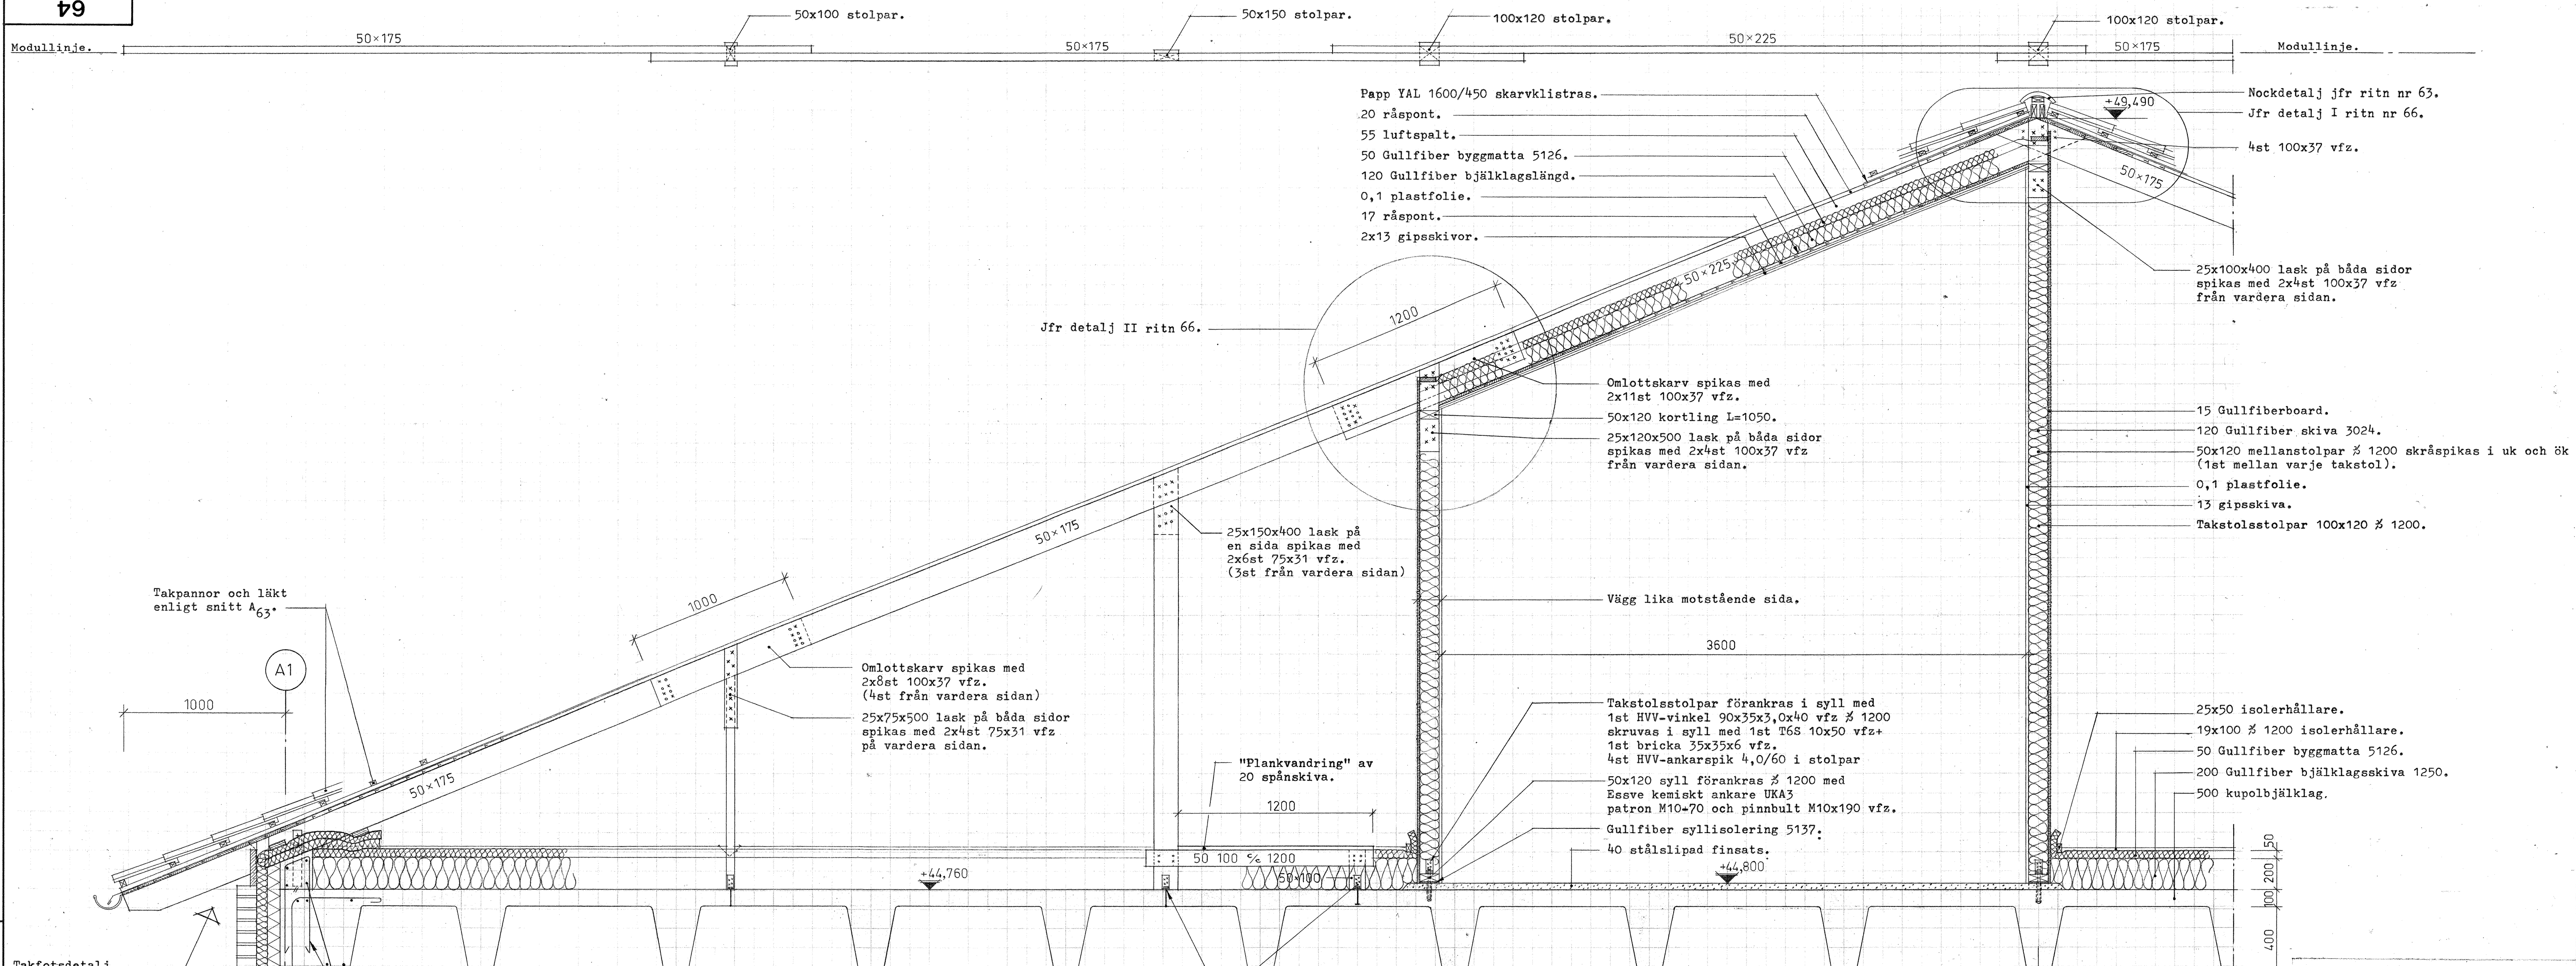 64
50x100 stolpar.
50x150 stolpar.
100x120 stolpar.
100x120 stolpar.
Modullinje.
50×175
50×175
50×225
50×175
Modullinje.
Papp YAL 1600/450 skarvklistras.
20 råspont.
55 luftspalt.
50 Gullfiber byggmatta 5126.
120 Gullfiber bjälklagslängd.
0,1 plastfolie.
17 råspont.
2x13 gipsskivor.
+49,490
Nockdetalj jfr ritn nr 63.
Jfr detalj I ritn nr 66.
4st 100x37 vfz.
50×175
25x100x400 lask på båda sidor
spikas med 2x4st 100x37 vfz
från vardera sidan.
50×225
1200
Jfr detalj II ritn 66.
Omlottskarv spikas med
2x11st 100x37 vfz.
50x120 kortling L=1050.
25x120x500 lask på båda sidor
spikas med 2x4st 100x37 vfz
från vardera sidan.
15 Gullfiberboard.
120 Gullfiber skiva 3024.
50x120 mellanstolpar ⁒ 1200 skråspikas i uk och ök
(1st mellan varje takstol).
0,1 plastfolie.
13 gipsskiva.
Takstolsstolpar 100x120 ⁒ 1200.
50×175
25x150x400 lask på
en sida spikas med
2x6st 75x31 vfz.
(3st från vardera sidan)
Takpannor och läkt
enligt snitt A63.
1000
Vägg lika motstående sida.
3600
A1
1000
Omlottskarv spikas med
2x8st 100x37 vfz.
(4st från vardera sidan)
25x75x500 lask på båda sidor
spikas med 2x4st 75x31 vfz
på vardera sidan.
50×175
"Plankvandring" av
20 spånskiva.
1200
Takstolsstolpar förankras i syll med
1st HVV-vinkel 90x35x3,0x40 vfz ⁒ 1200
skruvas i syll med 1st T6S 10x50 vfz+
1st bricka 35x35x6 vfz.
4st HVV-ankarspik 4,0/60 i stolpar
50x120 syll förankras ⁒ 1200 med
Essve kemiskt ankare UKA3
patron M10-70 och pinnbult M10x190 vfz.
Gullfiber syllisolering 5137.
40 stålslipad finsats.
25x50 isolerhållare.
19x100 ⁒ 1200 isolerhållare.
50 Gullfiber byggmatta 5126.
200 Gullfiber bjälklagsskiva 1250.
500 kupolbjälklag.
50 100 c/c 1200
50×100
+44,760
+44,800
50
200
100
400
Takfotsdetalj